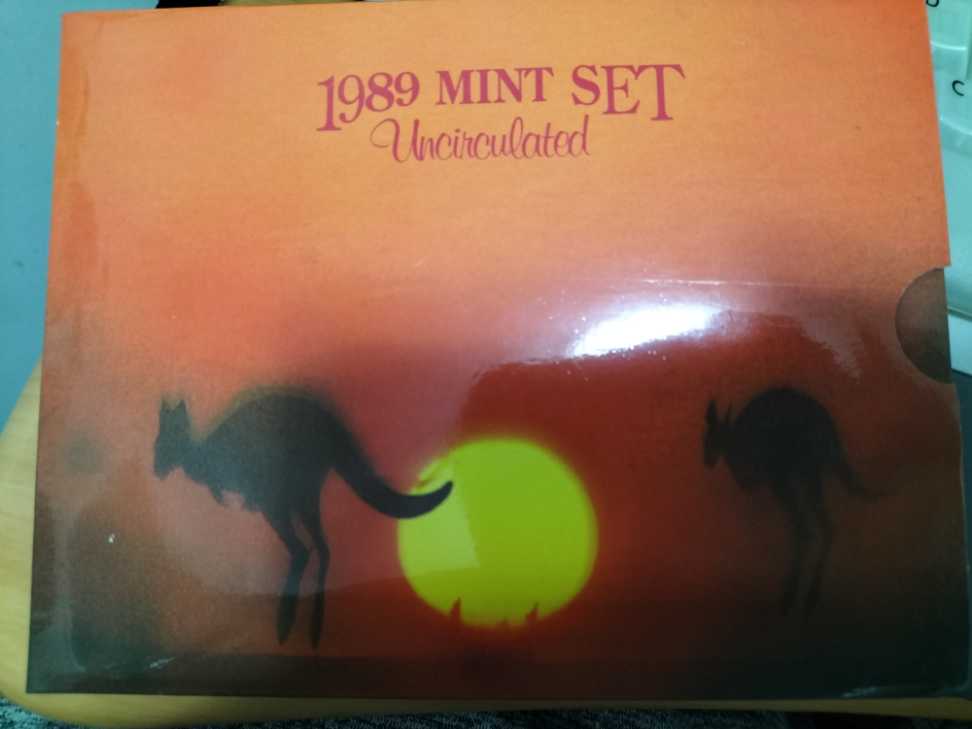 1989 MINT SET
Uncirculated
C